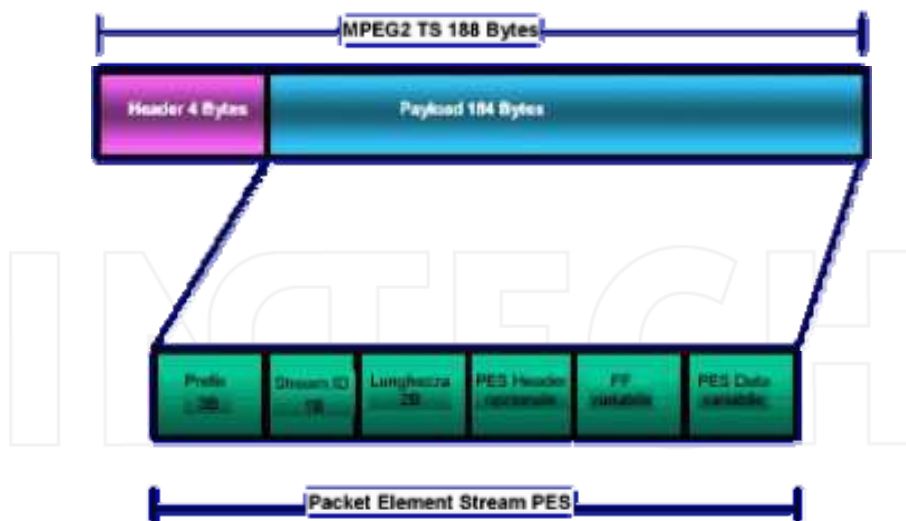 MPEG2 TS 188 Bytes
Header 4 Bytes
Payload 184 Bytes
INTECH
Prefix
3B
Stream ID
1B
Lunghezza
2B
PES Header
opzionale
FF
variabile
PES Data
variabile
Packet Element Stream PES